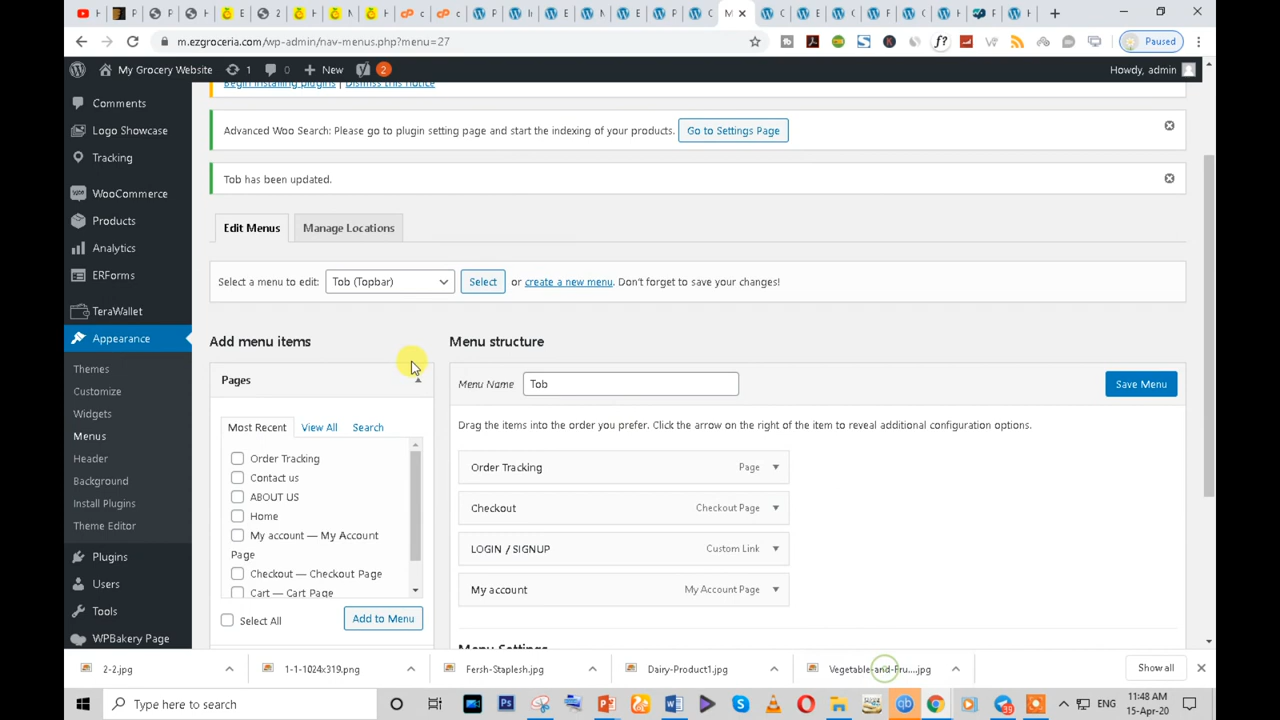 m.ezgroceria.com/wp-admin/nav-menus.php?menu=27
Paused
My Grocery Website
1
New
2
Howdy, admin
Begin installing plugins | Dismiss this notice
Comments
Logo Showcase
Tracking
WooCommerce
Products
Analytics
ERForms
TeraWallet
Appearance
Themes
Customize
Widgets
Menus
Header
Background
Install Plugins
Theme Editor
Plugins
Users
Tools
WPBakery Page
Advanced Woo Search: Please go to plugin setting page and start the indexing of your products.
Go to Settings Page
Tob has been updated.
Edit Menus
Manage Locations
Select a menu to edit:
Tob (Topbar)
Select
or create a new menu. Don't forget to save your changes!
Add menu items
Pages
Most Recent
View All
Search
Order Tracking
Contact us
ABOUT US
Home
My account — My Account
Page
Checkout — Checkout Page
Cart — Cart Page
Select All
Add to Menu
Menu structure
Menu Name
Tob
Save Menu
Drag the items into the order you prefer. Click the arrow on the right of the item to reveal additional configuration options.
Order Tracking
Page
Checkout
Checkout Page
LOGIN / SIGNUP
Custom Link
My account
My Account Page
Menu Settings
2-2.jpg
1-1-1024x319.png
Fersh-Staplesh.jpg
Dairy-Product1.jpg
Vegetable-and-Fru....jpg
Show all
Type here to search
39
ENG
11:48 AM
15-Apr-20